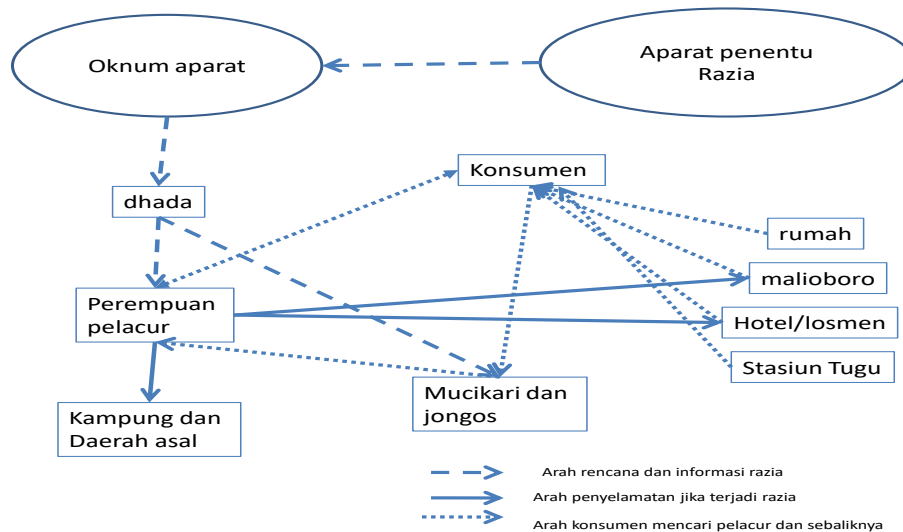 Oknum aparat
Aparat penentu
Razia
Konsumen
dhada
rumah
malioboro
Perempuan
pelacur
Hotel/losmen
Stasiun Tugu
Mucikari dan
jongos
Kampung dan
Daerah asal
Arah rencana dan informasi razia
Arah penyelamatan jika terjadi razia
Arah konsumen mencari pelacur dan sebaliknya